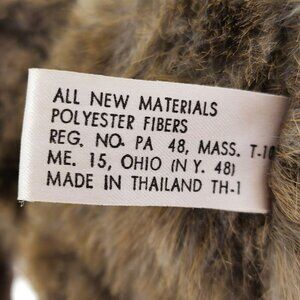 ALL NEW MATERIALS
POLYESTER FIBERS
REG. NO. PA 48, MASS. T-10
ME. 15, OHIO (N Y. 48)
MADE IN THAILAND TH-1